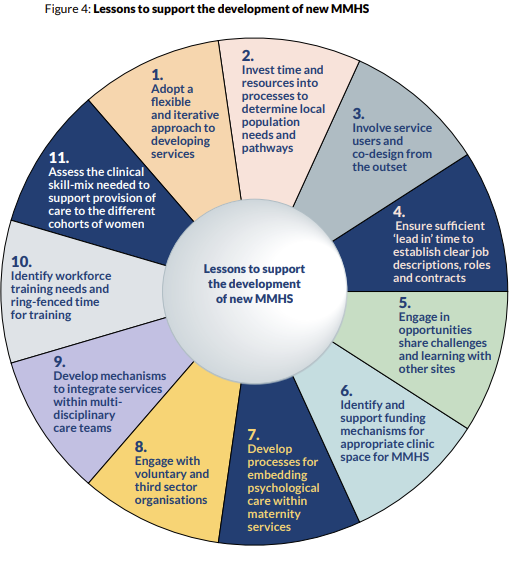 Figure 4: Lessons to support the development of new MMHS
1.
Adopt a
flexible
and iterative
approach to
developing
services
2.
Invest time and
resources into
processes to
determine local
population
needs and
pathways
3.
Involve service
users and
co-design from
the outset
4.
Ensure sufficient
‘lead in’ time to
establish clear job
descriptions, roles
and contracts
5.
Engage in
opportunities
share challenges
and learning with
other sites
6.
Identify and
support funding
mechanisms for
appropriate clinic
space for MMHS
7.
Develop
processes for
embedding
psychological
care within
maternity
services
8.
Engage with
voluntary and
third sector
organisations
9.
Develop mechanisms
to integrate services
within multi-
disciplinary
care teams
10.
Identify workforce
training needs and
ring-fenced time
for training
11.
Assess the clinical
skill-mix needed to
support provision of
care to the different
cohorts of women
Lessons to support
the development
of new MMHS